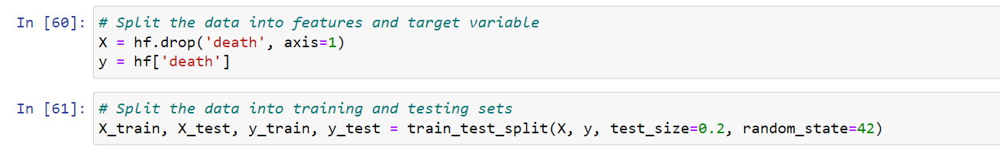 In [60]: # Split the data into features and target variable
X = hf.drop('death', axis=1)
y = hf['death']
In [61]: # Split the data into training and testing sets
X_train, X_test, y_train, y_test = train_test_split(X, y, test_size=0.2, random_state=42)